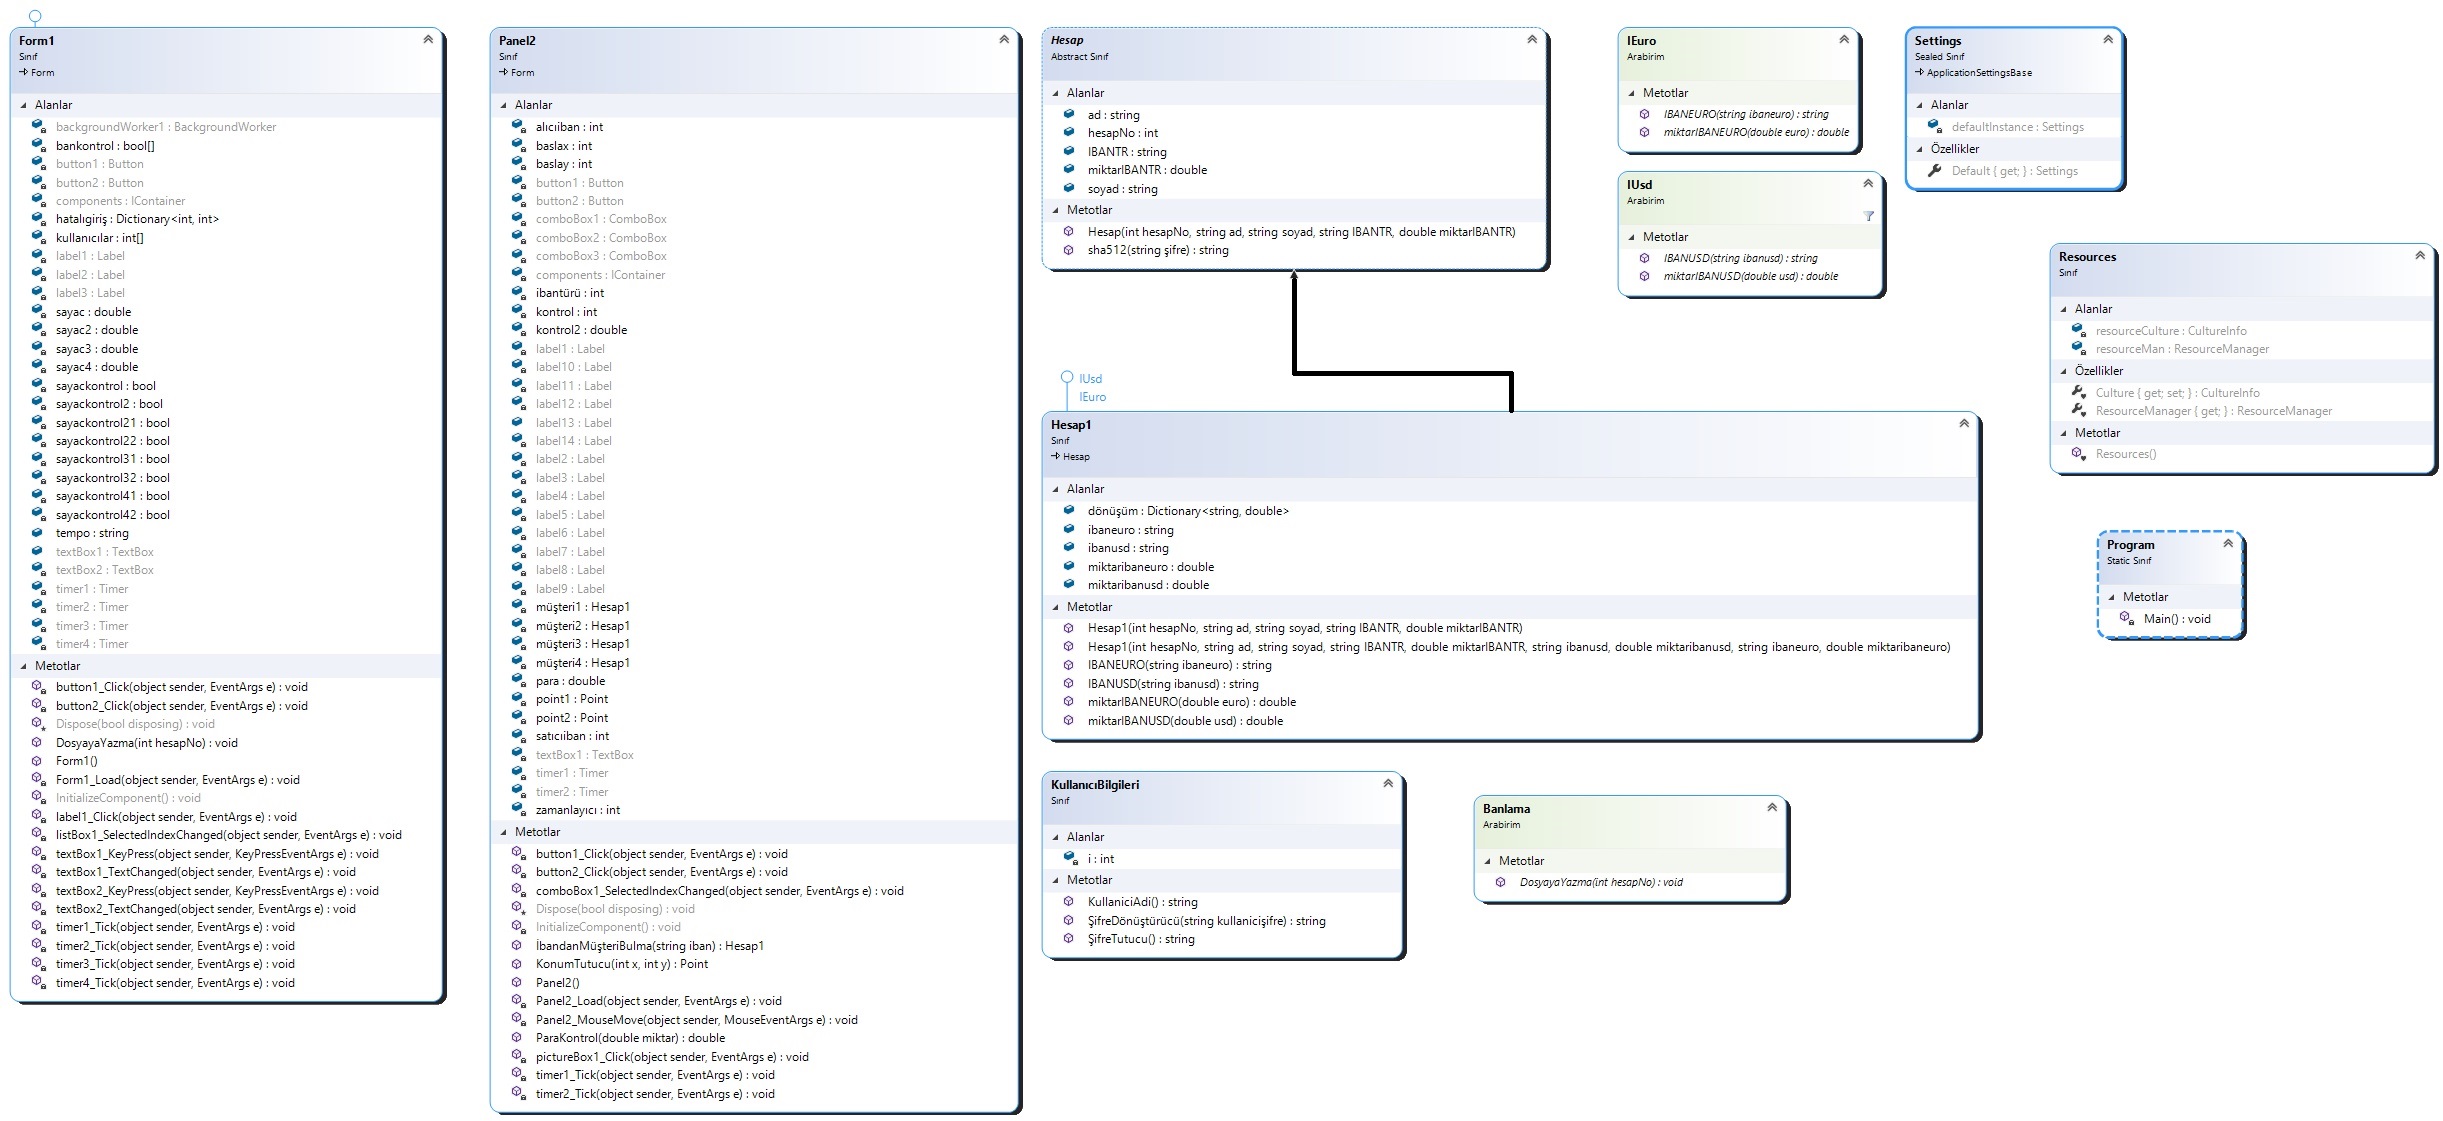 Form1
Sınıf
Form
Alanlar
backgroundWorker1 : BackgroundWorker
bankontrol : bool[]
button1 : Button
button2 : Button
components : IContainer
hatalıgiriş : Dictionary<int, int>
kullanıcılar : int[]
label1 : Label
label2 : Label
label3 : Label
sayac : double
sayac2 : double
sayac3 : double
sayac4 : double
sayackontrol : bool
sayackontrol2 : bool
sayackontrol21 : bool
sayackontrol22 : bool
sayackontrol31 : bool
sayackontrol32 : bool
sayackontrol41 : bool
sayackontrol42 : bool
tempo : string
textBox1 : TextBox
textBox2 : TextBox
timer1 : Timer
timer2 : Timer
timer3 : Timer
timer4 : Timer
Metotlar
button1_Click(object sender, EventArgs e) : void
button2_Click(object sender, EventArgs e) : void
Dispose(bool disposing) : void
DosyayaYazma(int hesapNo) : void
Form1()
Form1_Load(object sender, EventArgs e) : void
InitializeComponent() : void
label1_Click(object sender, EventArgs e) : void
listBox1_SelectedIndexChanged(object sender, EventArgs e) : void
textBox1_KeyPress(object sender, KeyPressEventArgs e) : void
textBox1_TextChanged(object sender, EventArgs e) : void
textBox2_KeyPress(object sender, KeyPressEventArgs e) : void
textBox2_TextChanged(object sender, EventArgs e) : void
timer1_Tick(object sender, EventArgs e) : void
timer2_Tick(object sender, EventArgs e) : void
timer3_Tick(object sender, EventArgs e) : void
timer4_Tick(object sender, EventArgs e) : void
Panel2
Sınıf
Form
Alanlar
alıcıiban : int
baslax : int
baslay : int
button1 : Button
button2 : Button
comboBox1 : ComboBox
comboBox2 : ComboBox
comboBox3 : ComboBox
components : IContainer
ibantürü : int
kontrol : int
kontrol2 : double
label1 : Label
label10 : Label
label11 : Label
label12 : Label
label13 : Label
label14 : Label
label2 : Label
label3 : Label
label4 : Label
label5 : Label
label6 : Label
label7 : Label
label8 : Label
label9 : Label
müşteri1 : Hesap1
müşteri2 : Hesap1
müşteri3 : Hesap1
müşteri4 : Hesap1
para : double
point1 : Point
point2 : Point
satıcıiban : int
textBox1 : TextBox
timer1 : Timer
timer2 : Timer
zamanlayıcı : int
Metotlar
button1_Click(object sender, EventArgs e) : void
button2_Click(object sender, EventArgs e) : void
comboBox1_SelectedIndexChanged(object sender, EventArgs e) : void
Dispose(bool disposing) : void
InitializeComponent() : void
İbandanMüşteriBulma(string iban) : Hesap1
KonumTutucu(int x, int y) : Point
Panel2()
Panel2_Load(object sender, EventArgs e) : void
Panel2_MouseMove(object sender, MouseEventArgs e) : void
ParaKontrol(double miktar) : double
pictureBox1_Click(object sender, EventArgs e) : void
timer1_Tick(object sender, EventArgs e) : void
timer2_Tick(object sender, EventArgs e) : void
Hesap
Abstract Sınıf
Alanlar
ad : string
hesapNo : int
IBANTR : string
miktarIBANTR : double
soyad : string
Metotlar
Hesap(int hesapNo, string ad, string soyad, string IBANTR, double miktarIBANTR)
sha512(string şifre) : string
IUsd
IEuro
Hesap1
Sınıf
Hesap
Alanlar
dönüşüm : Dictionary<string, double>
ibaneuro : string
ibanusd : string
miktaribaneuro : double
miktaribanusd : double
Metotlar
Hesap1(int hesapNo, string ad, string soyad, string IBANTR, double miktarIBANTR)
Hesap1(int hesapNo, string ad, string soyad, string IBANTR, double miktarIBANTR, string ibanusd, double miktaribanusd, string ibaneuro, double miktaribaneuro)
IBANEURO(string ibaneuro) : string
IBANUSD(string ibanusd) : string
miktarIBANEURO(double euro) : double
miktarIBANUSD(double usd) : double
KullanıcıBilgileri
Sınıf
Alanlar
i : int
Metotlar
KullaniciAdi() : string
ŞifreDönüştürücü(string kullanicişifre) : string
ŞifreTutucu() : string
Banlama
Arabirim
Metotlar
DosyayaYazma(int hesapNo) : void
IEuro
Arabirim
Metotlar
IBANEURO(string ibaneuro) : string
miktarIBANEURO(double euro) : double
IUsd
Arabirim
Metotlar
IBANUSD(string ibanusd) : string
miktarIBANUSD(double usd) : double
Settings
Sealed Sınıf
ApplicationSettingsBase
Alanlar
defaultInstance : Settings
Özellikler
Default { get; } : Settings
Resources
Sınıf
Alanlar
resourceCulture : CultureInfo
resourceMan : ResourceManager
Özellikler
Culture { get; set; } : CultureInfo
ResourceManager { get; } : ResourceManager
Metotlar
Resources()
Program
Static Sınıf
Metotlar
Main() : void